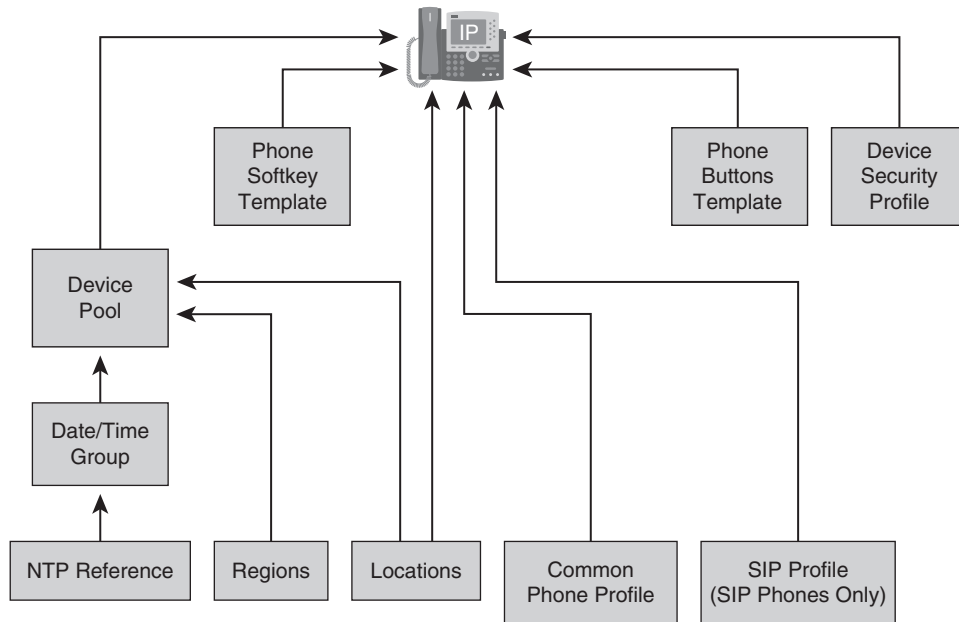 IP
Phone
Softkey
Template
Phone
Buttons
Template
Device
Security
Profile
Device
Pool
Date/Time
Group
NTP Reference
Regions
Locations
Common
Phone Profile
SIP Profile
(SIP Phones Only)